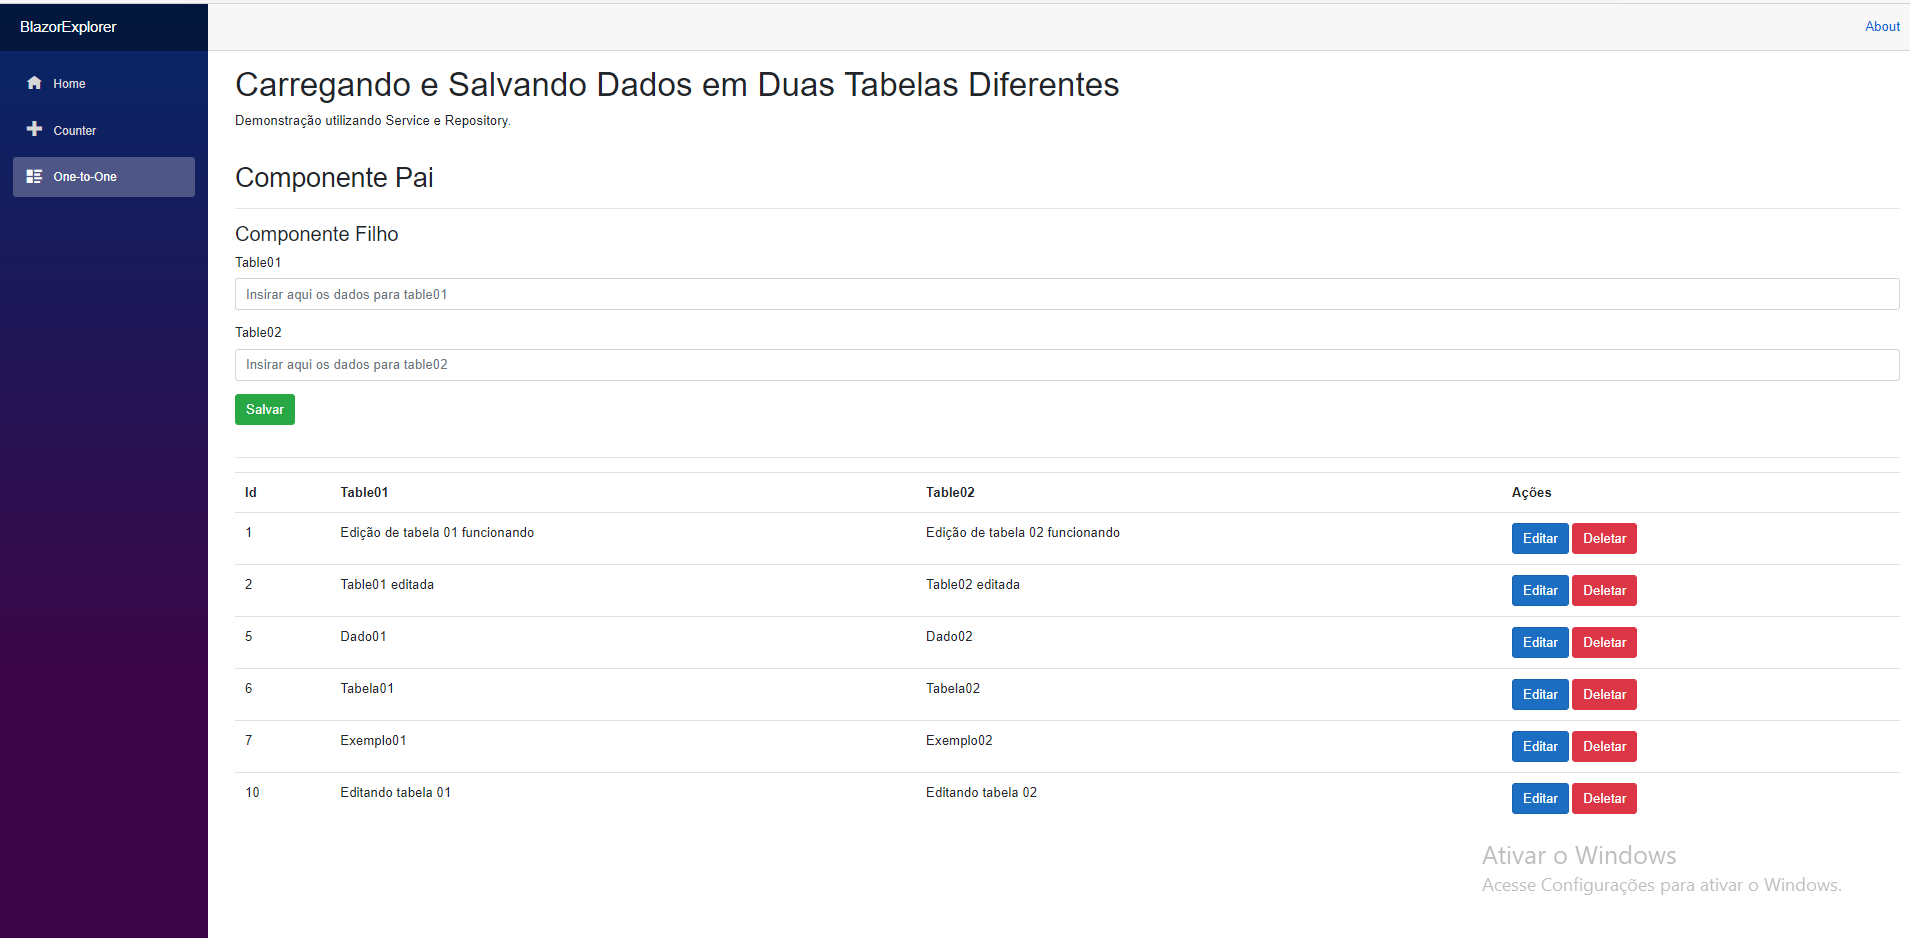 BlazorExplorer
About
Home
Counter
One-to-One
Carregando e Salvando Dados em Duas Tabelas Diferentes
Demonstração utilizando Service e Repository.
Componente Pai
Componente Filho
Table01
Insirar aqui os dados para table01
Table02
Insirar aqui os dados para table02
Salvar
Id Table01 Table02 Ações
1 Edição de tabela 01 funcionando Edição de tabela 02 funcionando Editar Deletar
2 Table01 editada Table02 editada Editar Deletar
5 Dado01 Dado02 Editar Deletar
6 Tabela01 Tabela02 Editar Deletar
7 Exemplo01 Exemplo02 Editar Deletar
10 Editando tabela 01 Editando tabela 02 Editar Deletar
Ativar o Windows
Acesse Configurações para ativar o Windows.